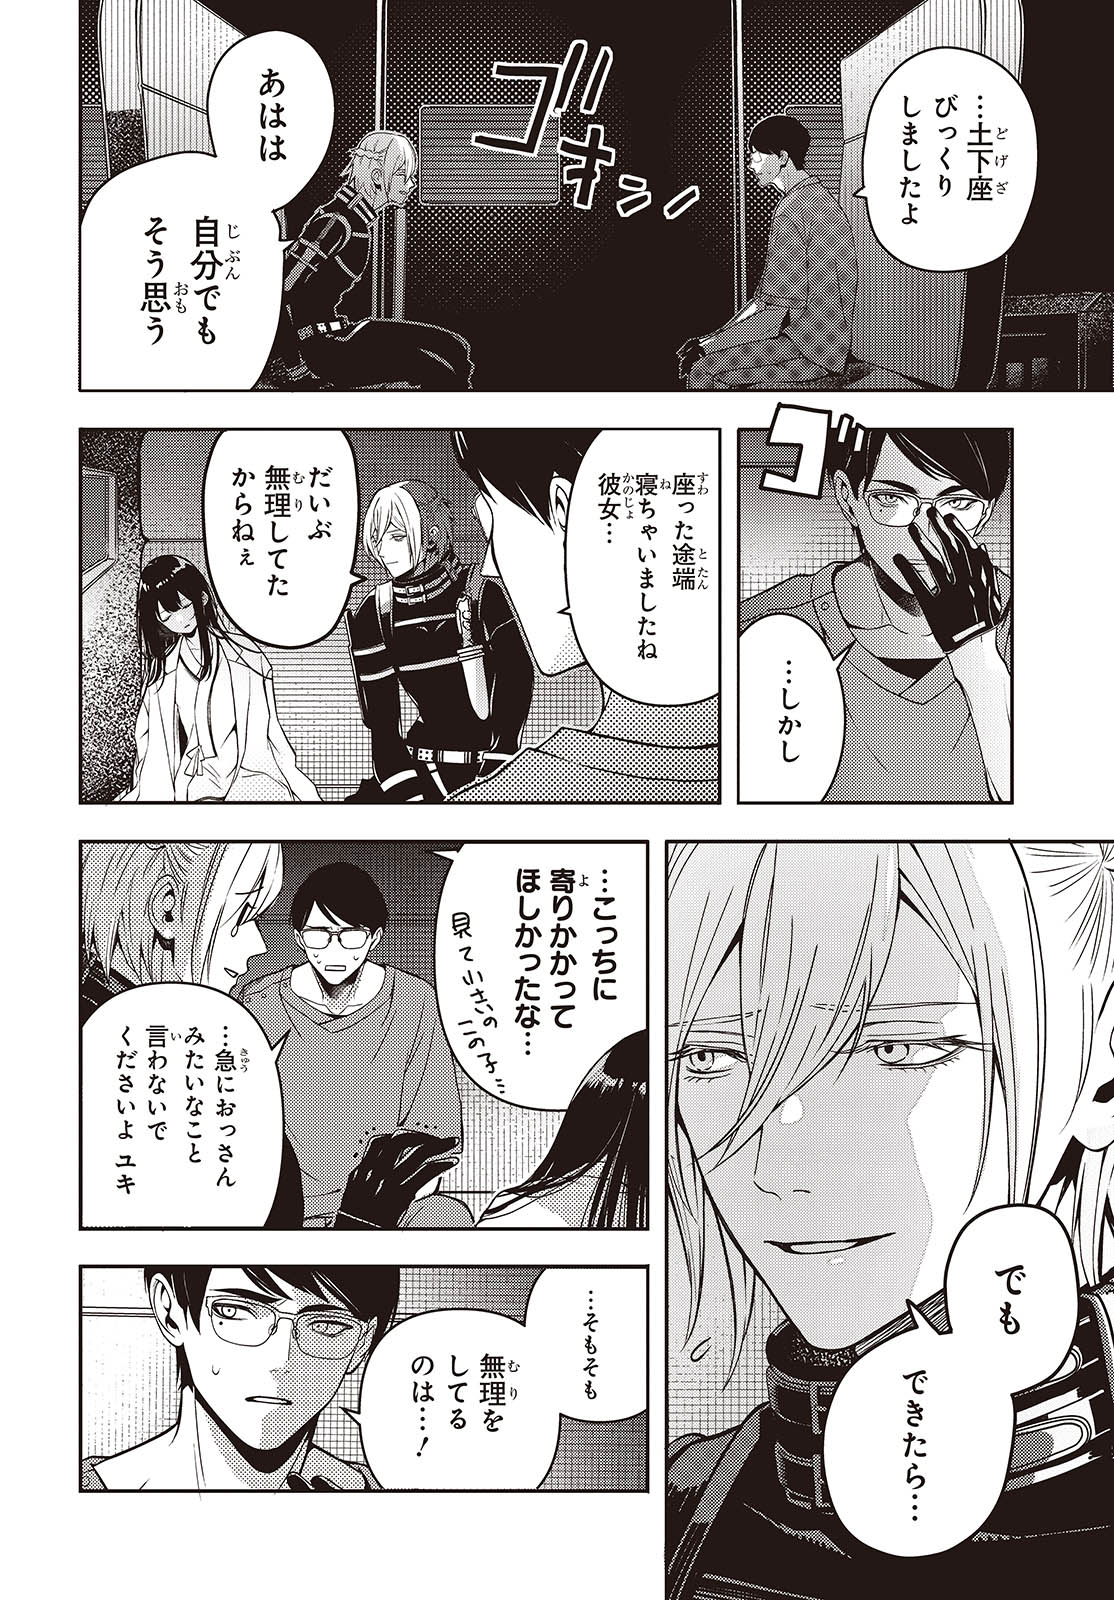 …土下座
びっくり
しましたよ
ゴゴオンッ
あはは
自分でも
そう思う
ゴ
…しかし
座った途端
寝ちゃいましたね
彼女…
だいぶ
無理してた
からねぇ
でも
できたら…
…こっちに
寄りかかって
ほしかったな…
見ていさいの
この子…
…急におっさん
みたいなこと
言わないで
くださいよ ユキ
…そもそも
無理を
してる
のは…！